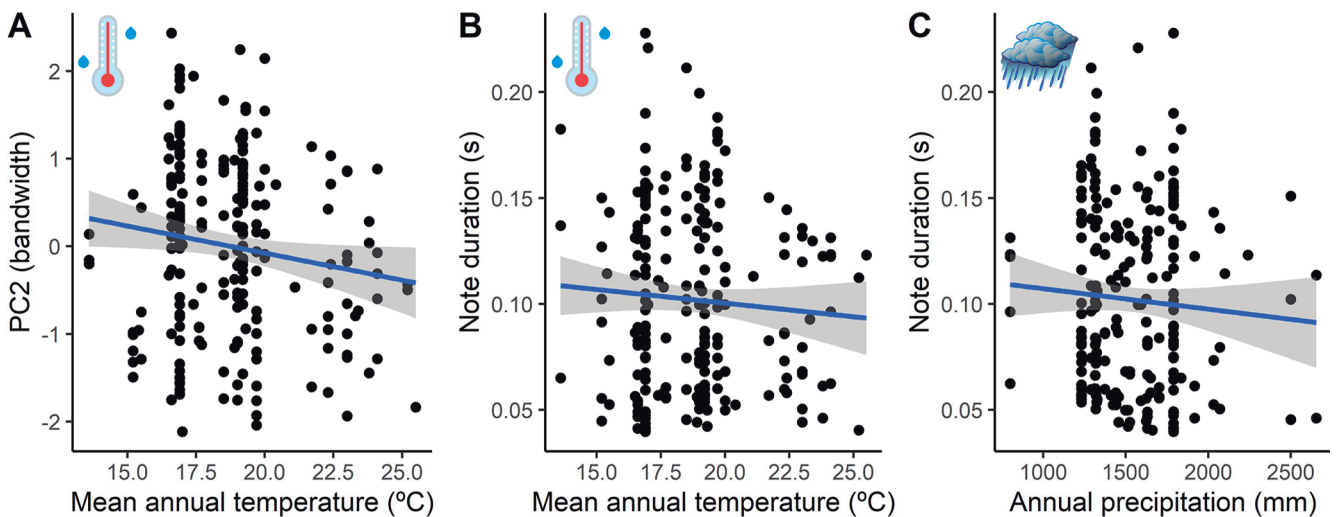 A
PC2 (bandwidth)
2
1
0
-1
-2
15.0 17.5 20.0 22.5 25.0
Mean annual temperature (ºC)
B
Note duration (s)
0.20
0.15
0.10
0.05
15.0 17.5 20.0 22.5 25.0
Mean annual temperature (ºC)
C
Note duration (s)
0.20
0.15
0.10
0.05
1000 1500 2000 2500
Annual precipitation (mm)